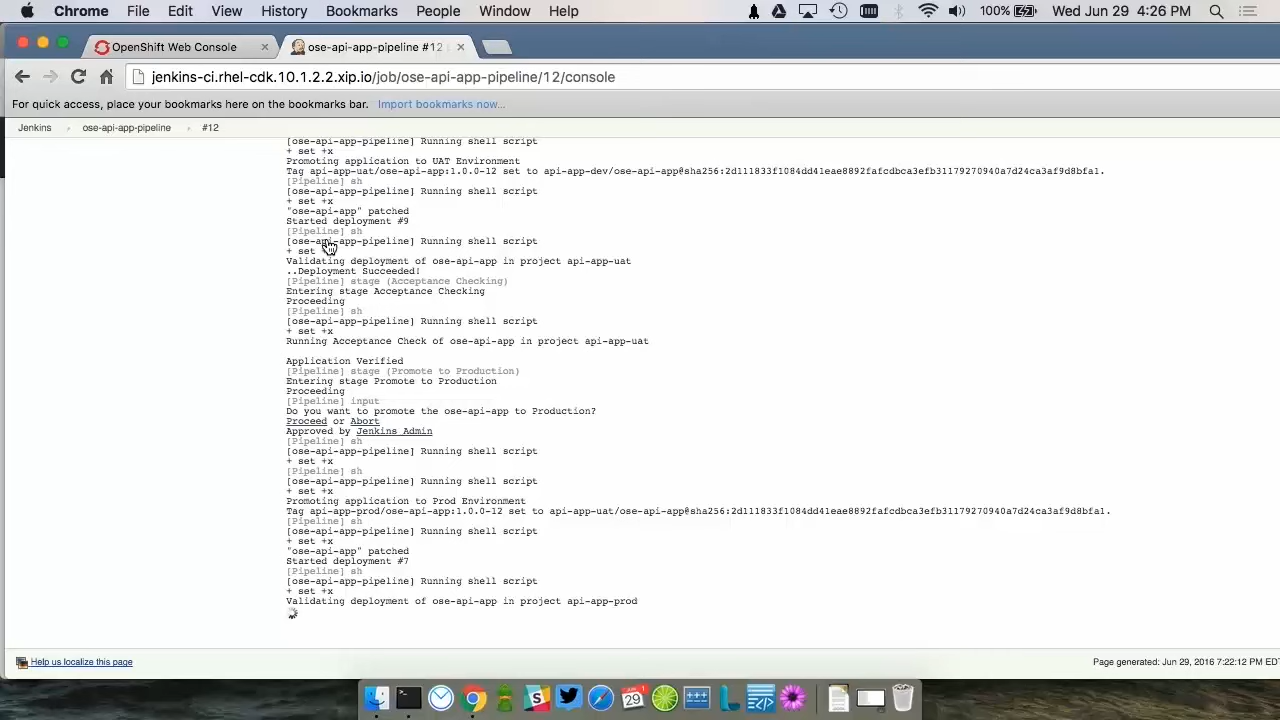 Chrome File Edit View History Bookmarks People Window Help 100% Wed Jun 29 4:26 PM
OpenShift Web Console × ose-api-app-pipeline #12 ×
jenkins-ci.rhel-cdk.10.1.2.2.xip.io/job/ose-api-app-pipeline/12/console
For quick access, place your bookmarks here on the bookmarks bar. Import bookmarks now...
Jenkins ose-api-app-pipeline #12
[ose-api-app-pipeline] Running shell script
+ set +x
Promoting application to UAT Environment
Tag api-app-uat/ose-api-app:1.0.0-12 set to api-app-dev/ose-api-app@sha256:2d111833f1084dd41eae8892fafcdbca3efb31179270940a7d24ca3af9d8bfa1.
[Pipeline] sh
[ose-api-app-pipeline] Running shell script
+ set +x
"ose-api-app" patched
Started deployment #9
[Pipeline] sh
[ose-api-app-pipeline] Running shell script
+ set
Validating deployment of ose-api-app in project api-app-uat
..Deployment Succeeded!
[Pipeline] stage (Acceptance Checking)
Entering stage Acceptance Checking
Proceeding
[Pipeline] sh
[ose-api-app-pipeline] Running shell script
+ set +x
Running Acceptance Check of ose-api-app in project api-app-uat
Application Verified
[Pipeline] stage (Promote to Production)
Entering stage Promote to Production
Proceeding
[Pipeline] input
Do you want to promote the ose-api-app to Production?
Proceed or Abort
Approved by Jenkins Admin
[Pipeline] sh
[ose-api-app-pipeline] Running shell script
+ set +x
[Pipeline] sh
[ose-api-app-pipeline] Running shell script
+ set +x
Promoting application to Prod Environment
Tag api-app-prod/ose-api-app:1.0.0-12 set to api-app-uat/ose-api-app@sha256:2d111833f1084dd41eae8892fafcdbca3efb31179270940a7d24ca3af9d8bfa1.
[Pipeline] sh
[ose-api-app-pipeline] Running shell script
+ set +x
"ose-api-app" patched
Started deployment #7
[Pipeline] sh
[ose-api-app-pipeline] Running shell script
+ set +x
Validating deployment of ose-api-app in project api-app-prod
Help us localize this page Page generated: Jun 29, 2016 7:22:12 PM EDT
29